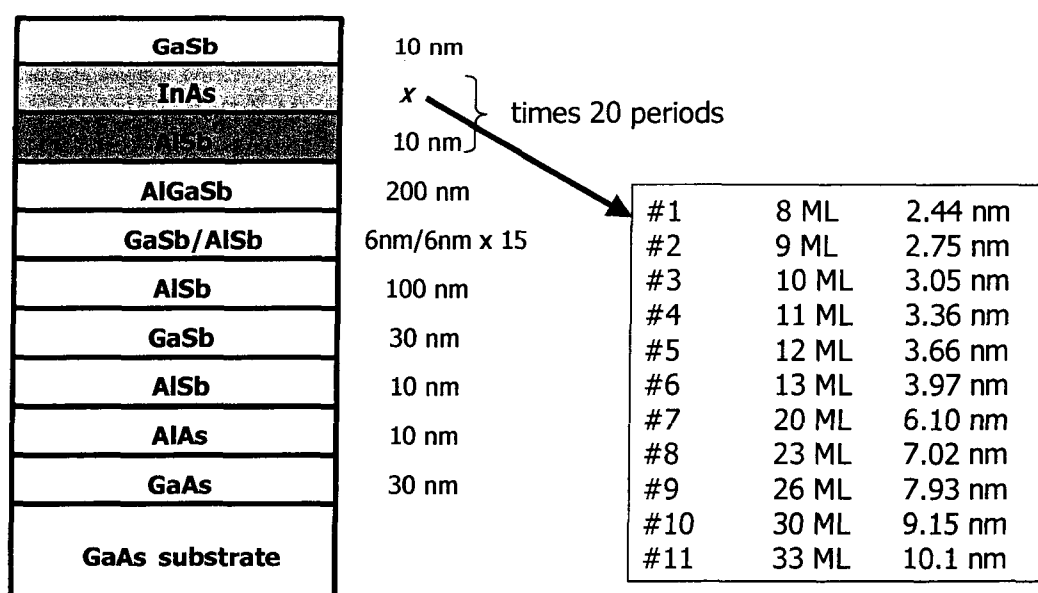 GaSb 10 nm
InAs x
times 20 periods
AlSb 10 nm
AlGaSb 200 nm
GaSb/AlSb 6nm/6nm x 15
AlSb 100 nm
GaSb 30 nm
AlSb 10 nm
AlAs 10 nm
GaAs 30 nm
GaAs substrate
#1 8 ML 2.44 nm
#2 9 ML 2.75 nm
#3 10 ML 3.05 nm
#4 11 ML 3.36 nm
#5 12 ML 3.66 nm
#6 13 ML 3.97 nm
#7 20 ML 6.10 nm
#8 23 ML 7.02 nm
#9 26 ML 7.93 nm
#10 30 ML 9.15 nm
#11 33 ML 10.1 nm